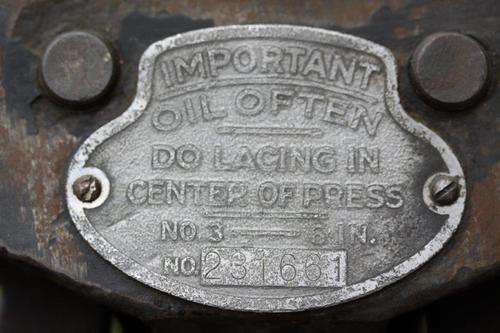 IMPORTANT
OIL OFTEN
DO LACING IN
CENTER OF PRESS
NO. 3 — 6 IN.
NO. 231661